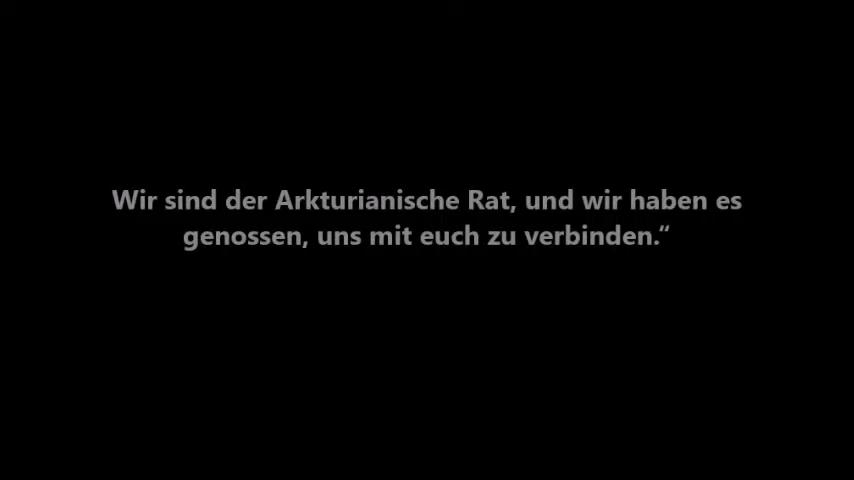 Wir sind der Arkturianische Rat, und wir haben es
genossen, uns mit euch zu verbinden.“